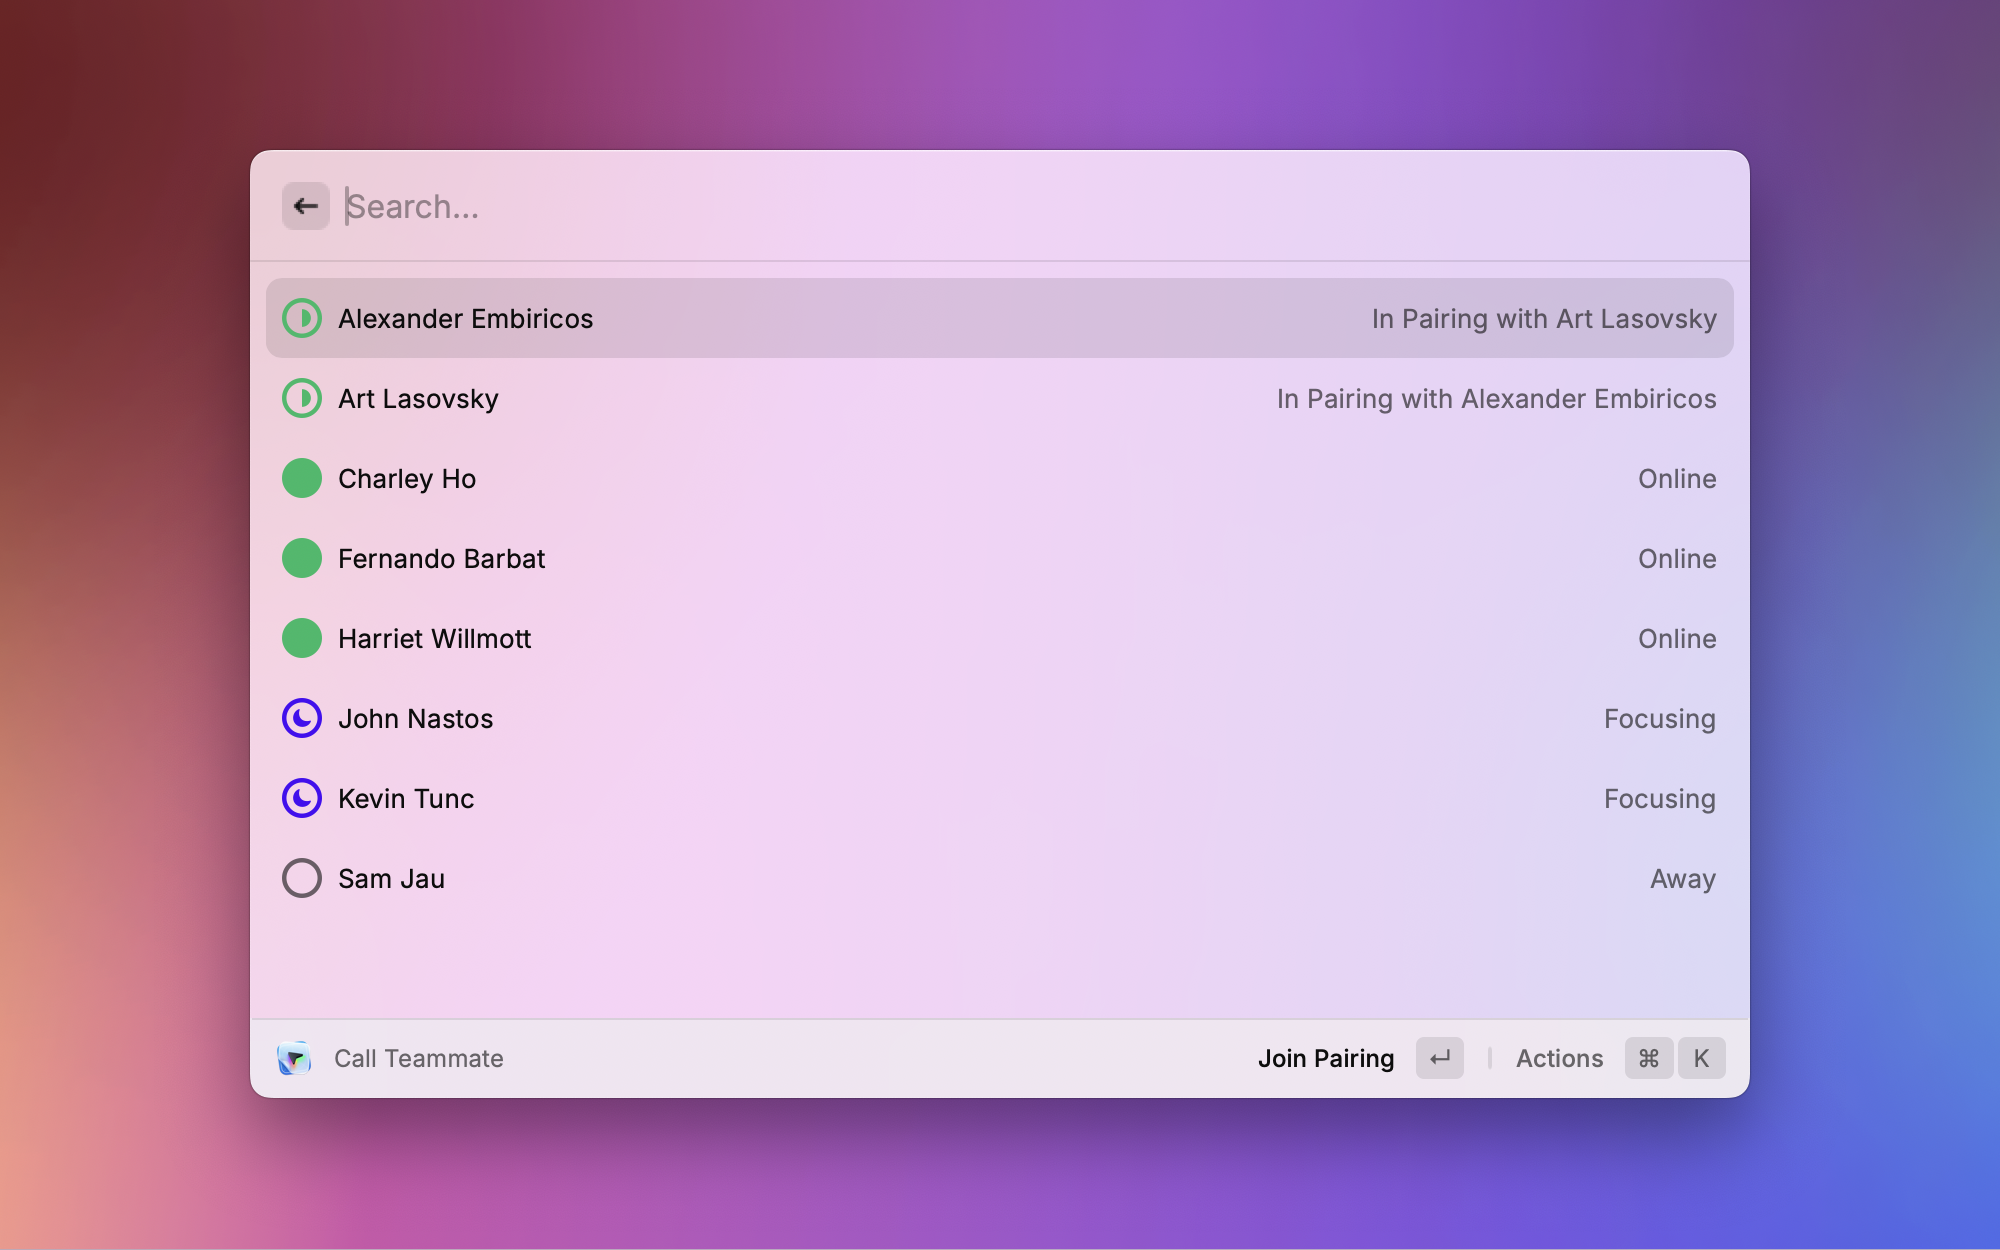 Search...
Alexander Embiricos In Pairing with Art Lasovsky
Art Lasovsky In Pairing with Alexander Embiricos
Charley Ho Online
Fernando Barbat Online
Harriet Willmott Online
John Nastos Focusing
Kevin Tunc Focusing
Sam Jau Away
Call Teammate Join Pairing ↵ Actions ⌘ K